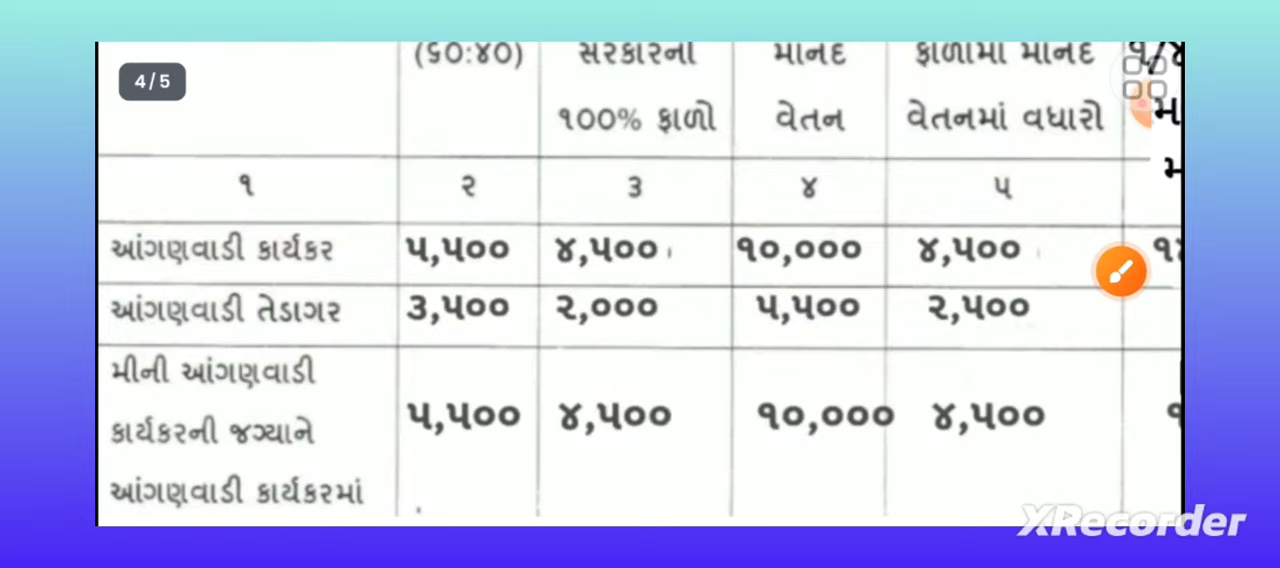 4/5
(૬૦:૪૦) સરકારના માનદ ફાળામાં માનદ
૧૦૦% ફાળો વેતન વેતનમાં વધારો
૧ ૨ ૩ ૪ ૫
આંગણવાડી કાર્યકર ૫,૫૦૦ ૪,૫૦૦ ૧૦,૦૦૦ ૪,૫૦૦
આંગણવાડી તેડાગર ૩,૫૦૦ ૨,૦૦૦ ૫,૫૦૦ ૨,૫૦૦
મીની આંગણવાડી
કાર્યકરની જગ્યાને ૫,૫૦૦ ૪,૫૦૦ ૧૦,૦૦૦ ૪,૫૦૦
આંગણવાડી કાર્યકરમાં
XRecorder